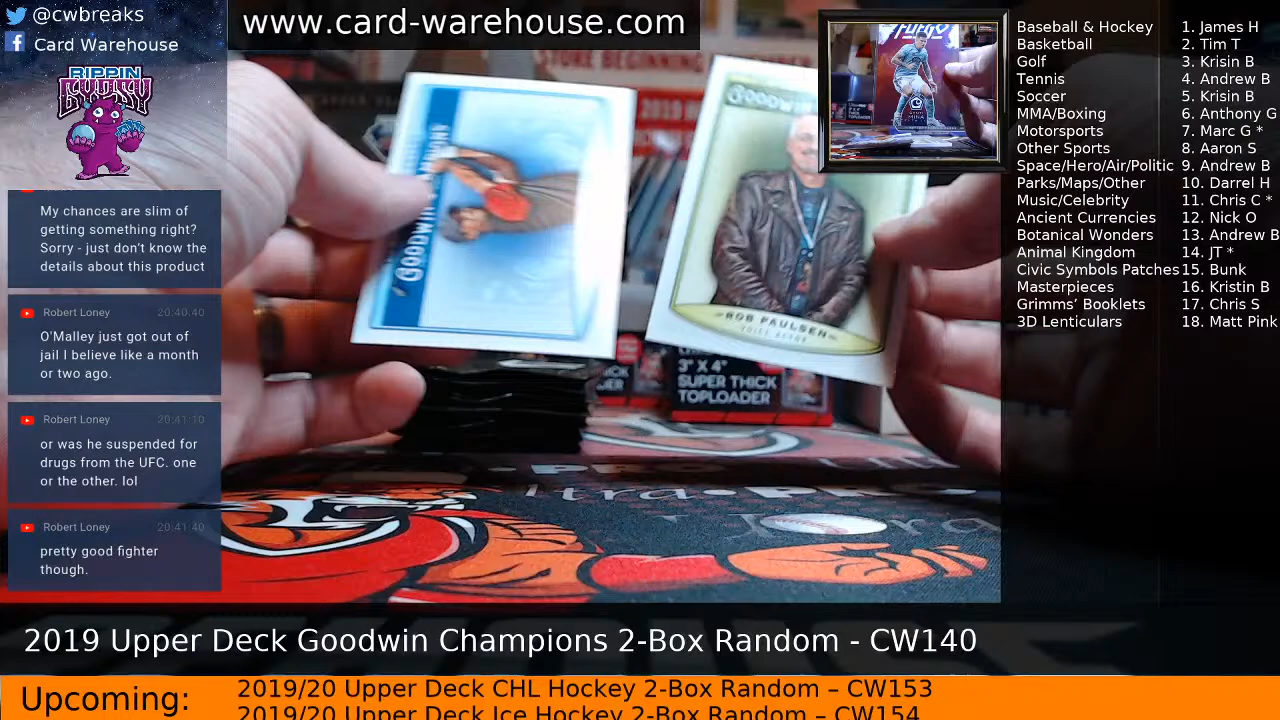 @cwbreaks
Card Warehouse
RIPPIN
www.card-warehouse.com
My chances are slim of
getting something right?
Sorry - just don't know the
details about this product
Robert Loney 20:40:40
O'Malley just got out of
jail I believe like a month
or two ago.
Robert Loney 20:41:10
or was he suspended for
drugs from the UFC. one
or the other. lol
Robert Loney 20:41:40
pretty good fighter
though.
STORE BEGINNING
2019
GOODWIN
GOODWIN
ROB PAULSEN
VOICE ACTOR
3" X 4"
SUPER THICK
TOPLOADER
Baseball & Hockey 1. James H
Basketball 2. Tim T
Golf 3. Krisin B
Tennis 4. Andrew B
Soccer 5. Krisin B
MMA/Boxing 6. Anthony G
Motorsports 7. Marc G *
Other Sports 8. Aaron S
Space/Hero/Air/Politic 9. Andrew B
Parks/Maps/Other 10. Darrel H
Music/Celebrity 11. Chris C *
Ancient Currencies 12. Nick O
Botanical Wonders 13. Andrew B
Animal Kingdom 14. JT *
Civic Symbols Patches 15. Bunk
Masterpieces 16. Kristin B
Grimms' Booklets 17. Chris S
3D Lenticulars 18. Matt Pink
2019 Upper Deck Goodwin Champions 2-Box Random - CW140
Upcoming:
2019/20 Upper Deck CHL Hockey 2-Box Random – CW153
2019/20 Upper Deck Ice Hockey 2-Box Random – CW154